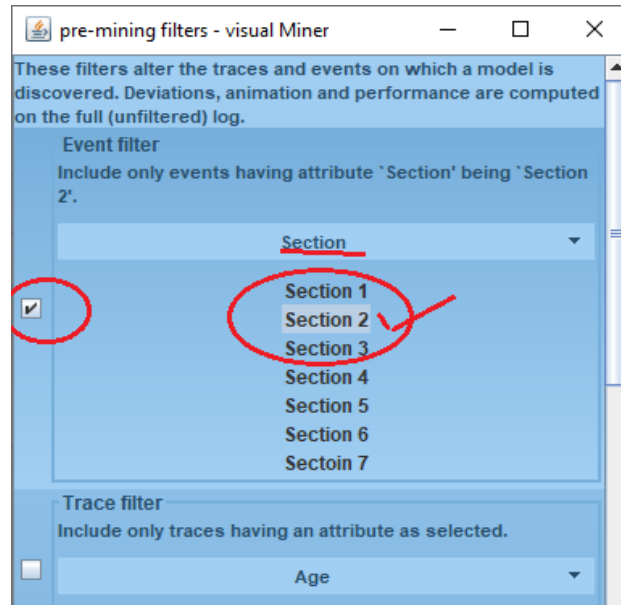 pre-mining filters - visual Miner
These filters alter the traces and events on which a model is
discovered. Deviations, animation and performance are computed
on the full (unfiltered) log.
Event filter
Include only events having attribute `Section' being `Section
2'.
Section
Section 1
Section 2
Section 3
Section 4
Section 5
Section 6
Sectoin 7
Trace filter
Include only traces having an attribute as selected.
Age